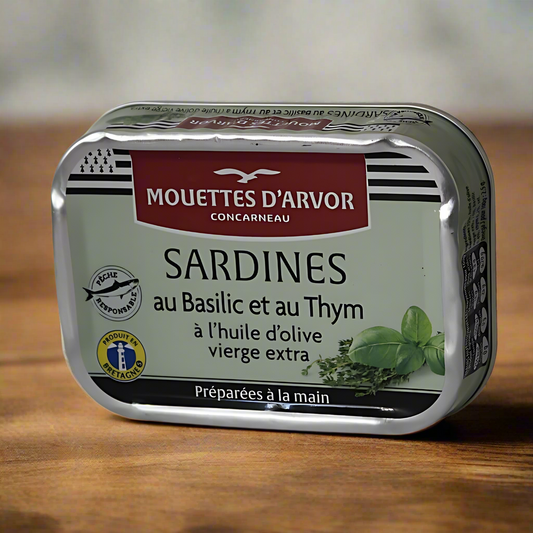 MOUETTES D'ARVOR
CONCARNEAU
SARDINES
au Basilic et au Thym
à l'huile d'olive
vierge extra
PÊCHE
RESPONSABLE
PRODUIT EN
BRETAGNE
Préparées à la main